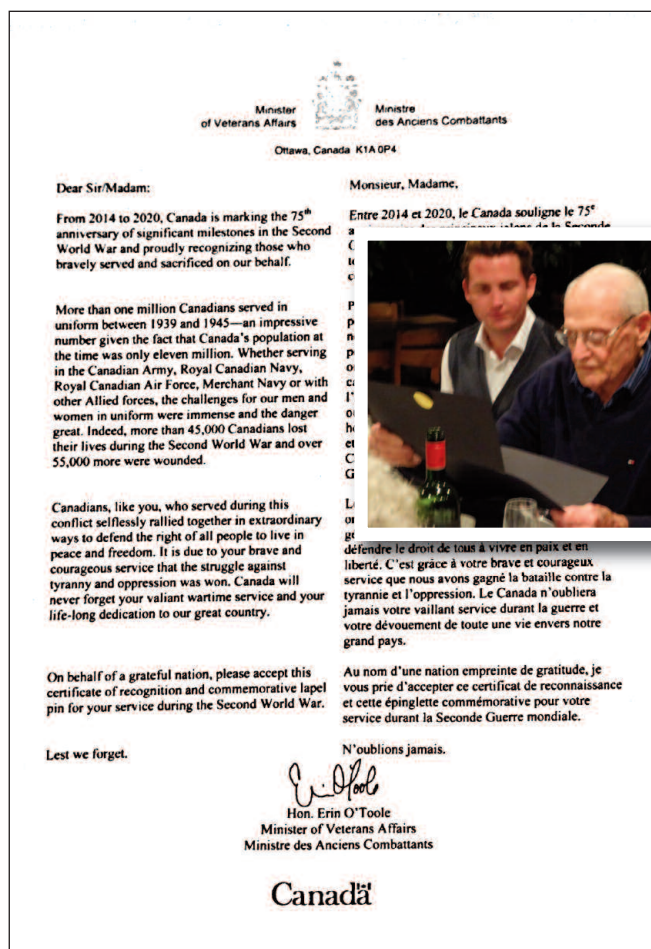 Minister
of Veterans Affairs
Ministre
des Anciens Combattants
Ottawa, Canada K1A 0P4
Dear Sir/Madam:
From 2014 to 2020, Canada is marking the 75th
anniversary of significant milestones in the Second
World War and proudly recognizing those who
bravely served and sacrificed on our behalf.
More than one million Canadians served in
uniform between 1939 and 1945—an impressive
number given the fact that Canada's population at
the time was only eleven million. Whether serving
in the Canadian Army, Royal Canadian Navy,
Royal Canadian Air Force, Merchant Navy or with
other Allied forces, the challenges for our men and
women in uniform were immense and the danger
great. Indeed, more than 45,000 Canadians lost
their lives during the Second World War and over
55,000 more were wounded.
Canadians, like you, who served during this
conflict selflessly rallied together in extraordinary
ways to defend the right of all people to live in
peace and freedom. It is due to your brave and
courageous service that the struggle against
tyranny and oppression was won. Canada will
never forget your valiant wartime service and your
life-long dedication to our great country.
On behalf of a grateful nation, please accept this
certificate of recognition and commemorative lapel
pin for your service during the Second World War.
Lest we forget.
Monsieur, Madame,
Entre 2014 et 2020, le Canada souligne le 75e
défendre le droit de tous à vivre en paix et en
liberté. C'est grâce à votre brave et courageux
service que nous avons gagné la bataille contre la
tyrannie et l'oppression. Le Canada n'oubliera
jamais votre vaillant service durant la guerre et
votre dévouement de toute une vie envers notre
grand pays.
Au nom d'une nation empreinte de gratitude, je
vous prie d'accepter ce certificat de reconnaissance
et cette épinglette commémorative pour votre
service durant la Seconde Guerre mondiale.
N'oublions jamais.
Hon. Erin O'Toole
Minister of Veterans Affairs
Ministre des Anciens Combattants
Canada